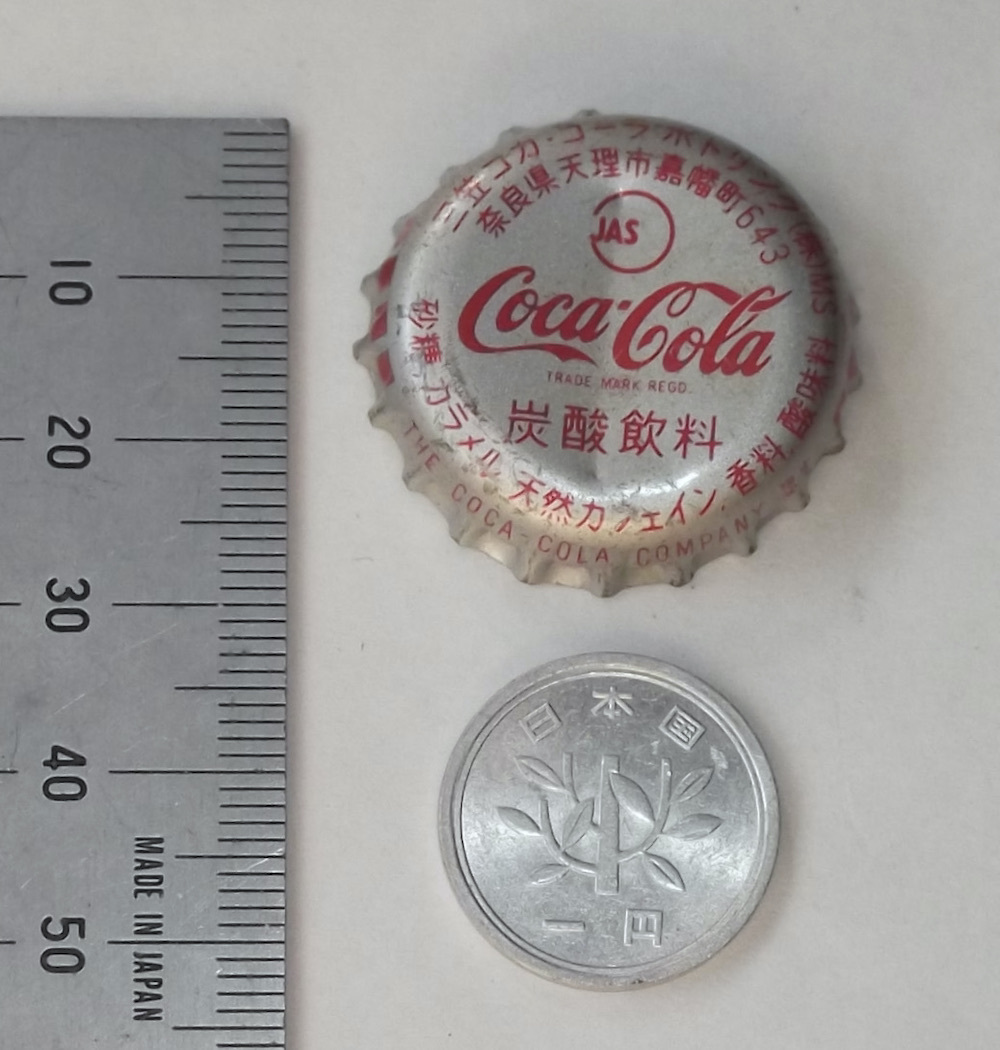 三笠コカ·コーラボトリング(株)MS
奈良県天理市嘉幡町643
JAS
Coca-Cola
TRADE MARK REGD.
炭酸飲料
砂糖 カラメル 天然カフェイン, 香料
THE COCA-COLA COMPANY
10
20
30
40
50
MADE IN JAPAN
日本国
1
一円